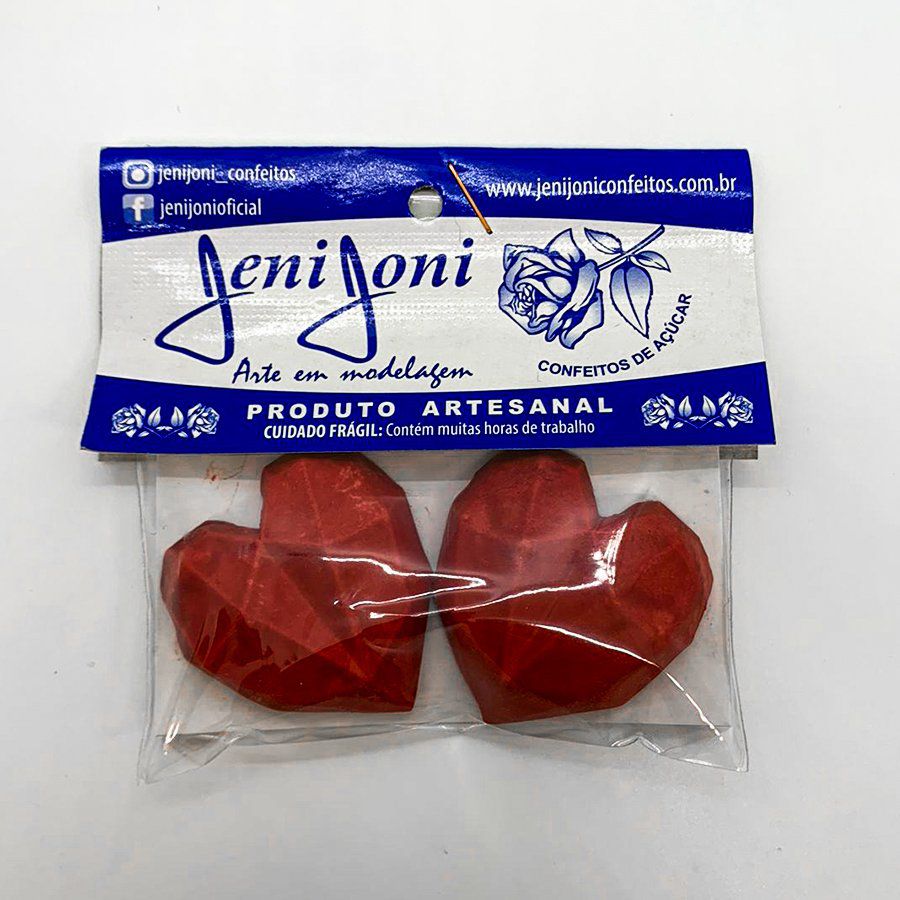 jenijoni_confeitos
jenijonioficial
www.jenijoniconfeitos.com.br
Jeni Joni
Arte em modelagem
CONFEITOS DE AÇÚCAR
PRODUTO ARTESANAL
CUIDADO FRÁGIL: Contém muitas horas de trabalho